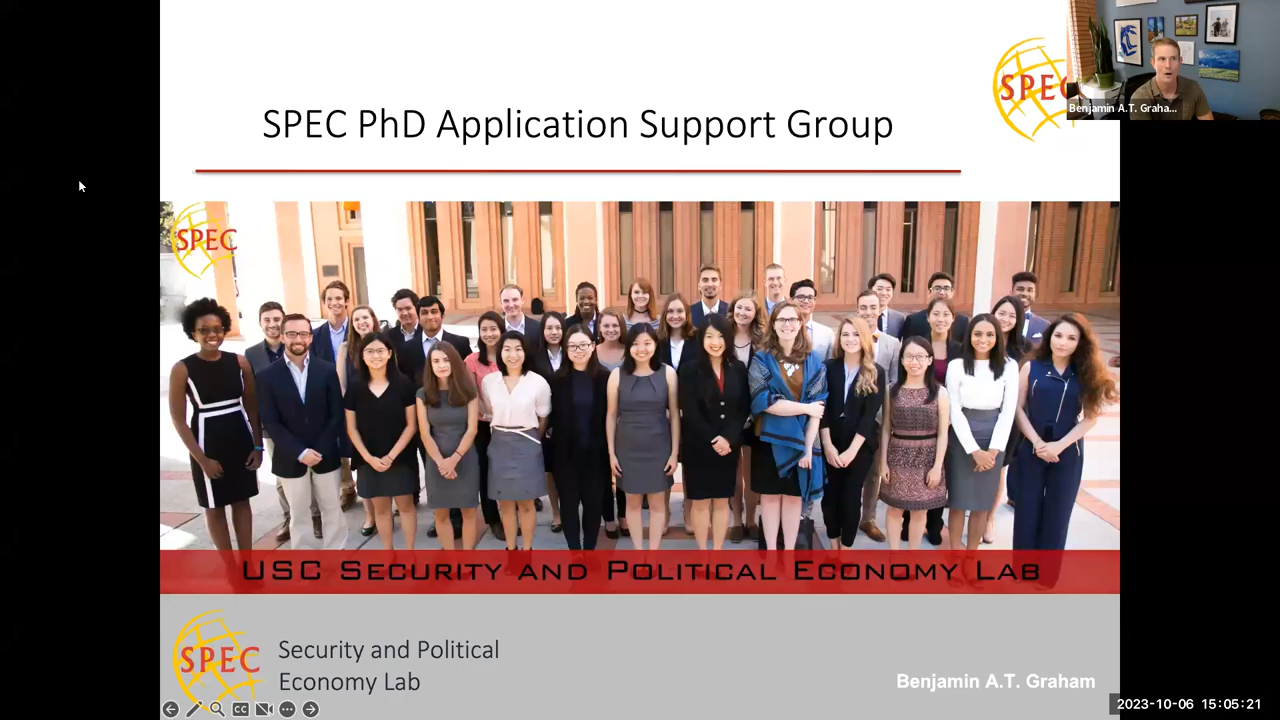 SPEC PhD Application Support Group
SPEC
Benjamin A.T. Graha...
SPEC
USC Security and Political Economy Lab
SPEC
Security and Political
Economy Lab
Benjamin A.T. Graham
CC
2023-10-06 15:05:21